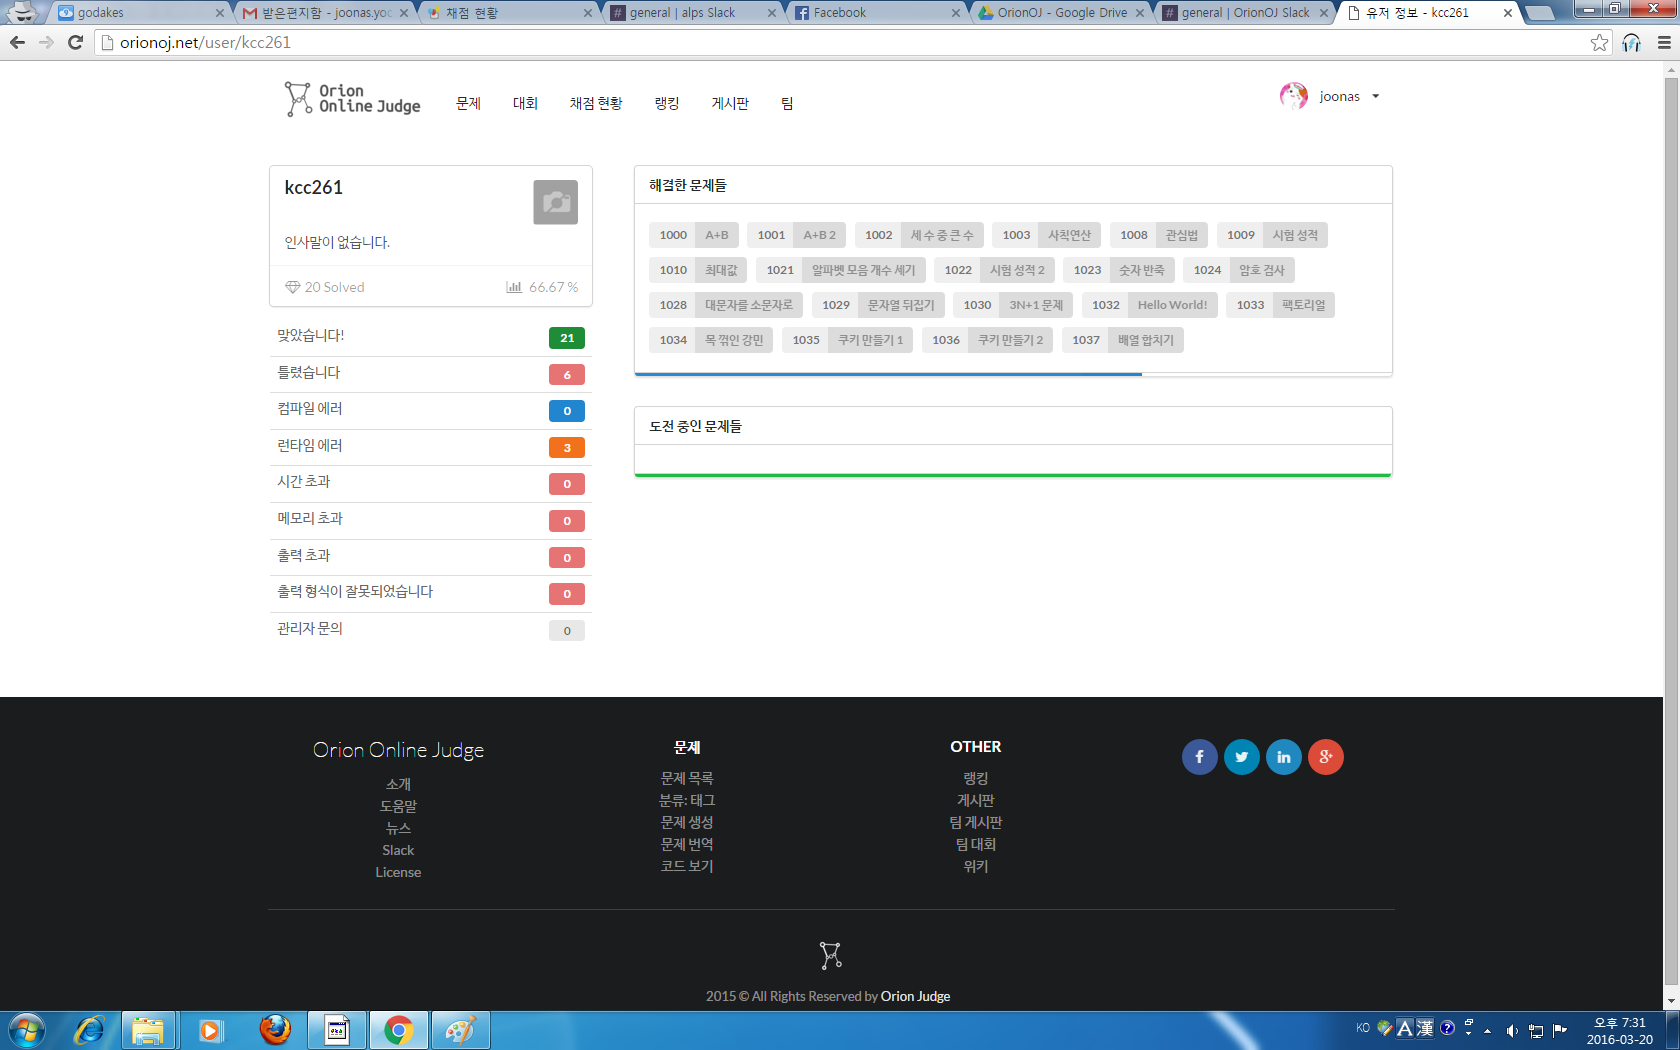 godakes
받은편지함 - joonas.yoc
채점 현황
general | alps Slack
Facebook
OrionOJ - Google Drive
general | OrionOJ Slack
유저 정보 - kcc261
orionoj.net/user/kcc261
Orion
Online Judge
문제 대회 채점 현황 랭킹 게시판 팀
joonas
kcc261
인사말이 없습니다.
20 Solved 66.67 %
맞았습니다! 21
틀렸습니다 6
컴파일 에러 0
런타임 에러 3
시간 초과 0
메모리 초과 0
출력 초과 0
출력 형식이 잘못되었습니다 0
관리자 문의 0
해결한 문제들
1000 A+B 1001 A+B 2 1002 세 수 중 큰 수 1003 사칙연산 1008 관심법 1009 시험 성적
1010 최대값 1021 알파벳 모음 개수 세기 1022 시험 성적 2 1023 숫자 반죽 1024 암호 검사
1028 대문자를 소문자로 1029 문자열 뒤집기 1030 3N+1 문제 1032 Hello World! 1033 팩토리얼
1034 목 꺾인 강민 1035 쿠키 만들기 1 1036 쿠키 만들기 2 1037 배열 합치기
도전 중인 문제들
Orion Online Judge
소개
도움말
뉴스
Slack
License
문제
문제 목록
분류: 태그
문제 생성
문제 번역
코드 보기
OTHER
랭킹
게시판
팀 게시판
팀 대회
위키
2015 © All Rights Reserved by Orion Judge
KO A 漢
오후 7:31
2016-03-20